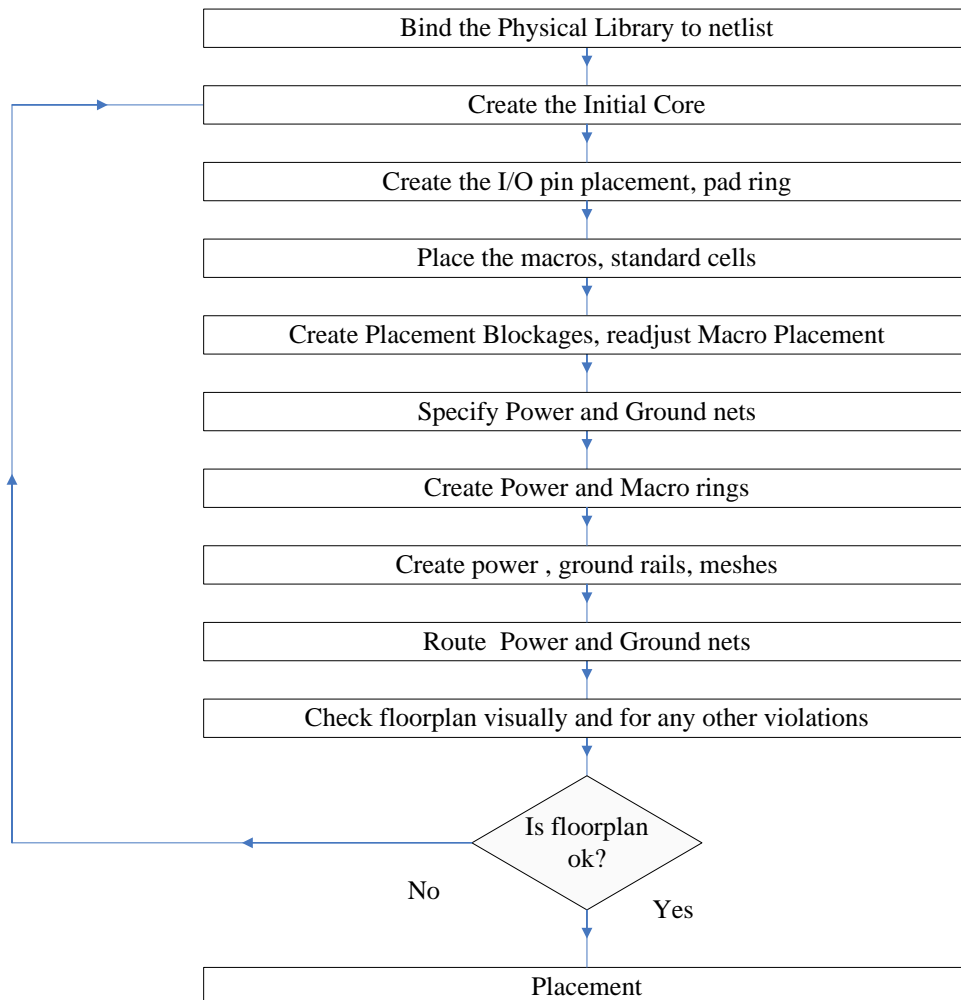 Bind the Physical Library to netlist
Create the Initial Core
Create the I/O pin placement, pad ring
Place the macros, standard cells
Create Placement Blockages, readjust Macro Placement
Specify Power and Ground nets
Create Power and Macro rings
Create power , ground rails, meshes
Route  Power and Ground nets
Check floorplan visually and for any other violations
Is floorplan
ok?
No
Yes
Placement